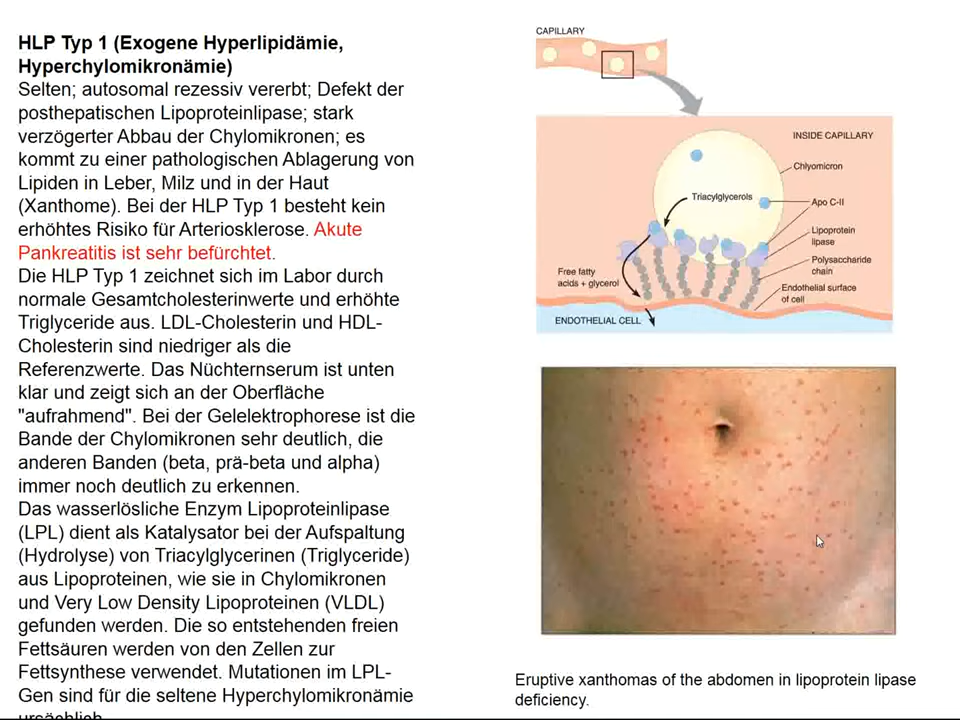 HLP Typ 1 (Exogene Hyperlipidämie,
Hyperchylomikronämie)
Selten; autosomal rezessiv vererbt; Defekt der
posthepatischen Lipoproteinlipase; stark
verzögerter Abbau der Chylomikronen; es
kommt zu einer pathologischen Ablagerung von
Lipiden in Leber, Milz und in der Haut
(Xanthome). Bei der HLP Typ 1 besteht kein
erhöhtes Risiko für Arteriosklerose. Akute
Pankreatitis ist sehr befürchtet.
Die HLP Typ 1 zeichnet sich im Labor durch
normale Gesamtcholesterinwerte und erhöhte
Triglyceride aus. LDL-Cholesterin und HDL-
Cholesterin sind niedriger als die
Referenzwerte. Das Nüchternserum ist unten
klar und zeigt sich an der Oberfläche
"aufrahmend". Bei der Gelelektrophorese ist die
Bande der Chylomikronen sehr deutlich, die
anderen Banden (beta, prä-beta und alpha)
immer noch deutlich zu erkennen.
Das wasserlösliche Enzym Lipoproteinlipase
(LPL) dient als Katalysator bei der Aufspaltung
(Hydrolyse) von Triacylglycerinen (Triglyceride)
aus Lipoproteinen, wie sie in Chylomikronen
und Very Low Density Lipoproteinen (VLDL)
gefunden werden. Die so entstehenden freien
Fettsäuren werden von den Zellen zur
Fettsynthese verwendet. Mutationen im LPL-
Gen sind für die seltene Hyperchylomikronämie
ursächlich
CAPILLARY
INSIDE CAPILLARY
Chlyomicron
Triacylglycerols
Apo C-II
Lipoprotein
lipase
Polysaccharide
chain
Free fatty
acids + glycerol
Endothelial surface
of cell
ENDOTHELIAL CELL
Eruptive xanthomas of the abdomen in lipoprotein lipase
deficiency.